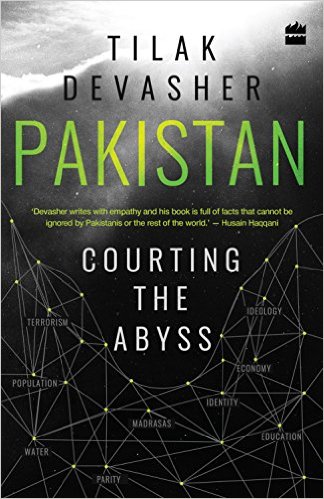 TILAK
DEVASHER
PAKISTAN
'Devasher writes with empathy and his book is full of facts that cannot be
ignored by Pakistanis or the rest of the world.' — Husain Haqqani
COURTING
THE
ABYSS
IDEOLOGY
TERRORISM
ECONOMY
POPULATION
IDENTITY
MADRASAS
EDUCATION
WATER
PARITY